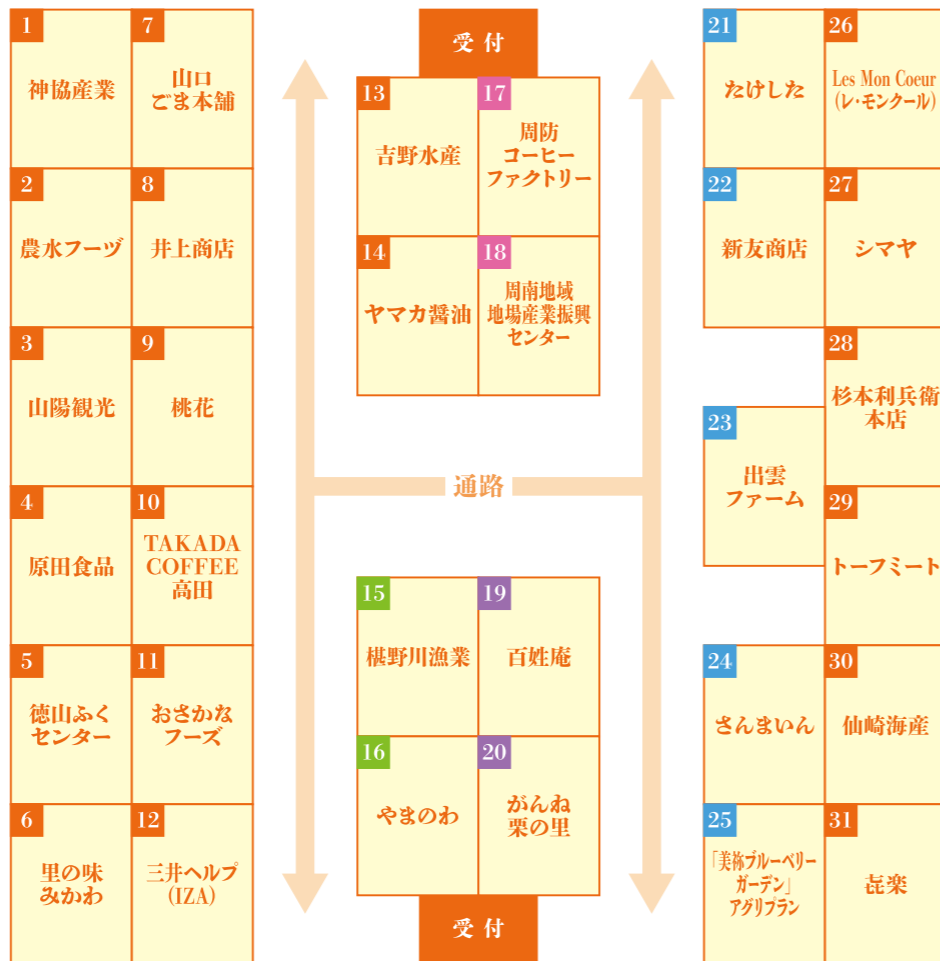 受付
1
神協産業
7
山口
ごま本舗
2
農水フーヅ
8
井上商店
3
山陽観光
9
桃花
4
原田食品
10
TAKADA
COFFEE
高田
5
徳山ふく
センター
11
おさかな
フーズ
6
里の味
みかわ
12
三井ヘルプ
(IZA)
13
吉野水産
17
周防
コーヒー
ファクトリー
14
ヤマカ醤油
18
周南地域
地場産業振興
センター
通路
15
椹野川漁業
19
百姓庵
16
やまのわ
20
がんね
栗の里
受付
21
たけした
26
Les Mon Coeur
(レ・モンクール)
22
新友商店
27
シマヤ
28
杉本利兵衛
本店
23
出雲
ファーム
29
トーフミート
24
さんまいん
30
仙崎海産
25
「美祢ブルーベリー
ガーデン」
アグリプラン
31
㐂楽